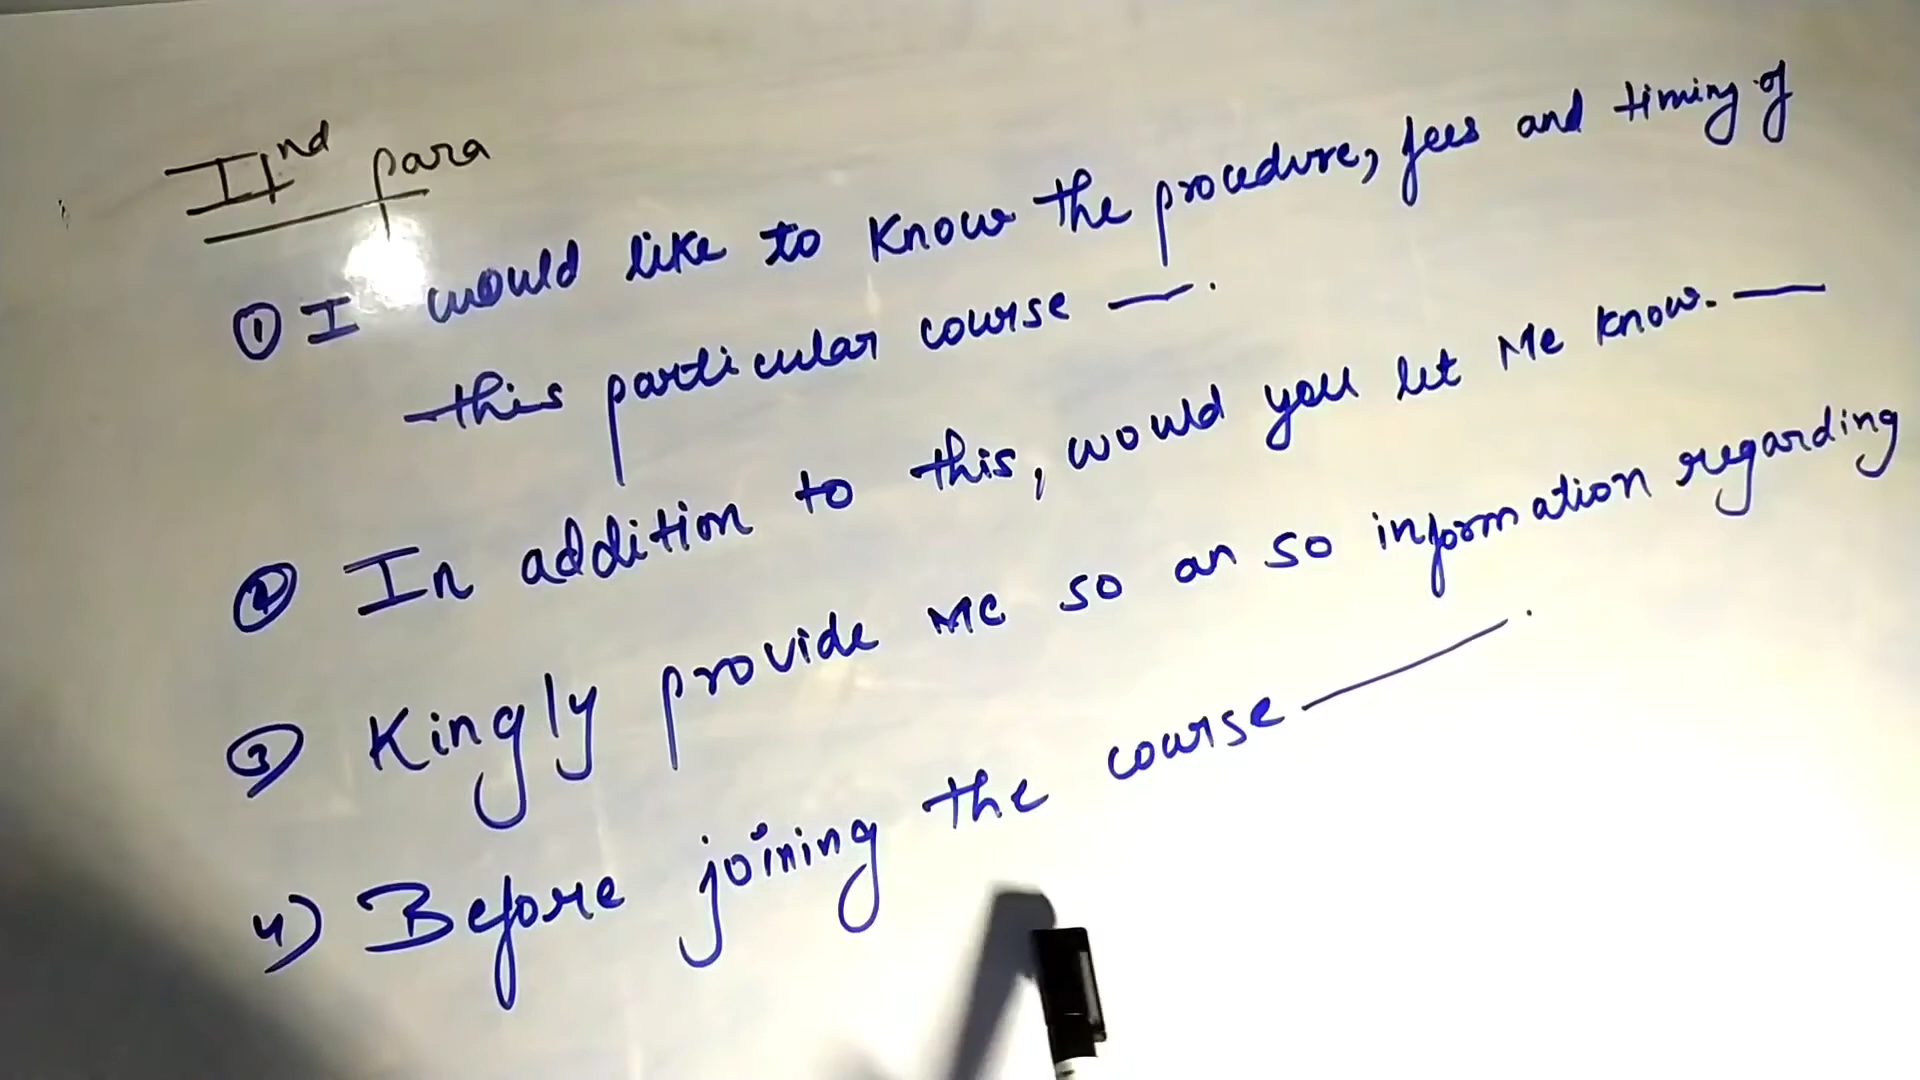 IInd para
① I would like to know the procedure, fees and timing of
this particular course —.
② In addition to this, would you let Me know. —
③ Kingly provide Me so an so information regarding
4) Before joining the course —.